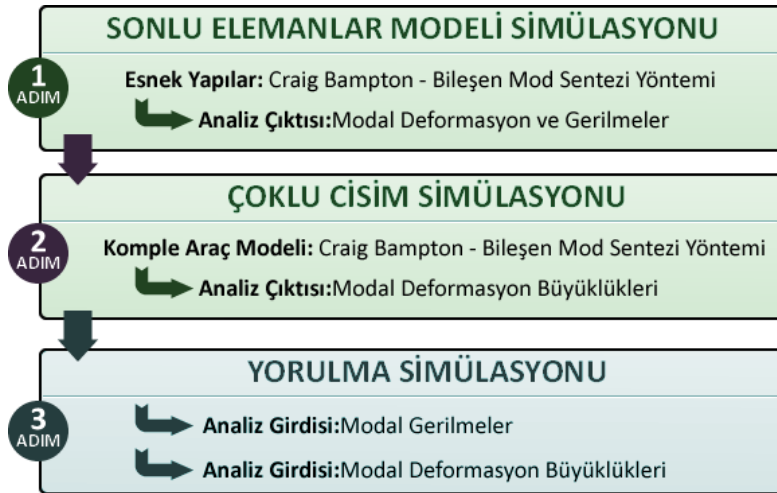 SONLU ELEMANLAR MODELİ SİMÜLASYONU
1
ADIM
Esnek Yapılar: Craig Bampton - Bileşen Mod Sentezi Yöntemi
Analiz Çıktısı:Modal Deformasyon ve Gerilmeler
ÇOKLU CİSİM SİMÜLASYONU
2
ADIM
Komple Araç Modeli: Craig Bampton - Bileşen Mod Sentezi Yöntemi
Analiz Çıktısı:Modal Deformasyon Büyüklükleri
YORULMA SİMÜLASYONU
3
ADIM
Analiz Girdisi:Modal Gerilmeler
Analiz Girdisi:Modal Deformasyon Büyüklükleri